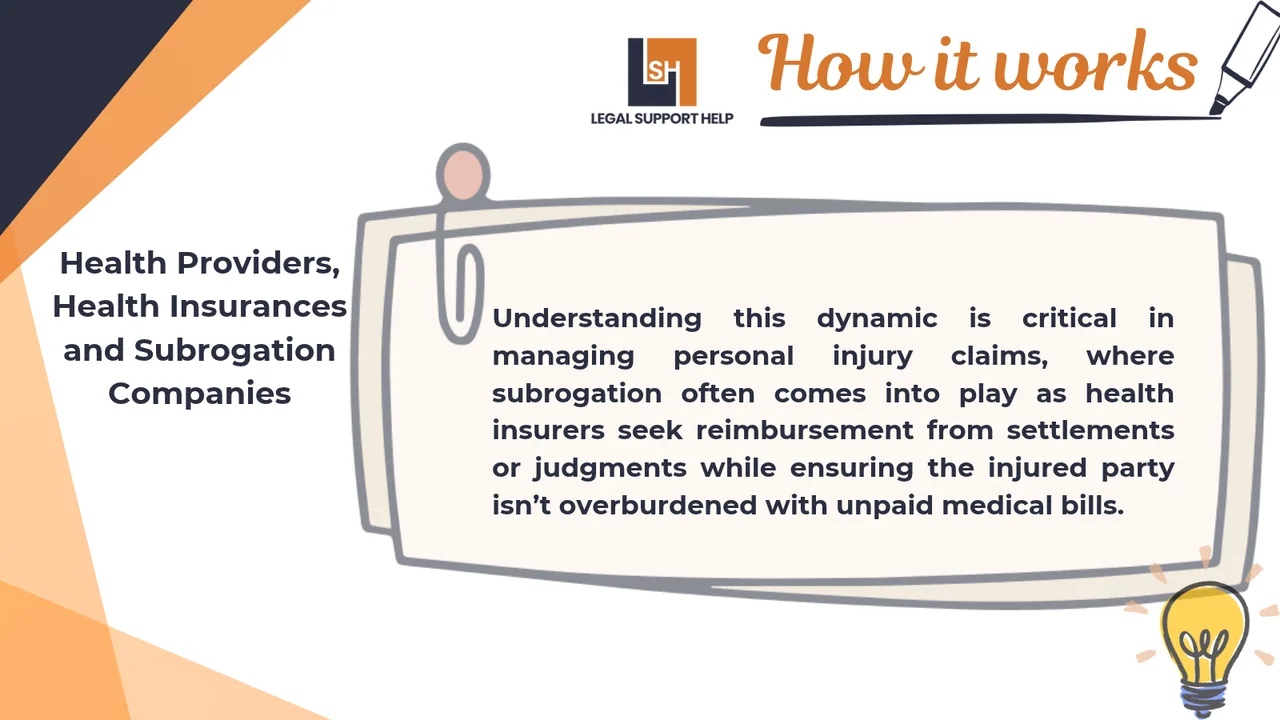 SH
LEGAL SUPPORT HELP
How it works
Health Providers,
Health Insurances
and Subrogation
Companies
Understanding this dynamic is critical in
managing personal injury claims, where
subrogation often comes into play as health
insurers seek reimbursement from settlements
or judgments while ensuring the injured party
isn’t overburdened with unpaid medical bills.